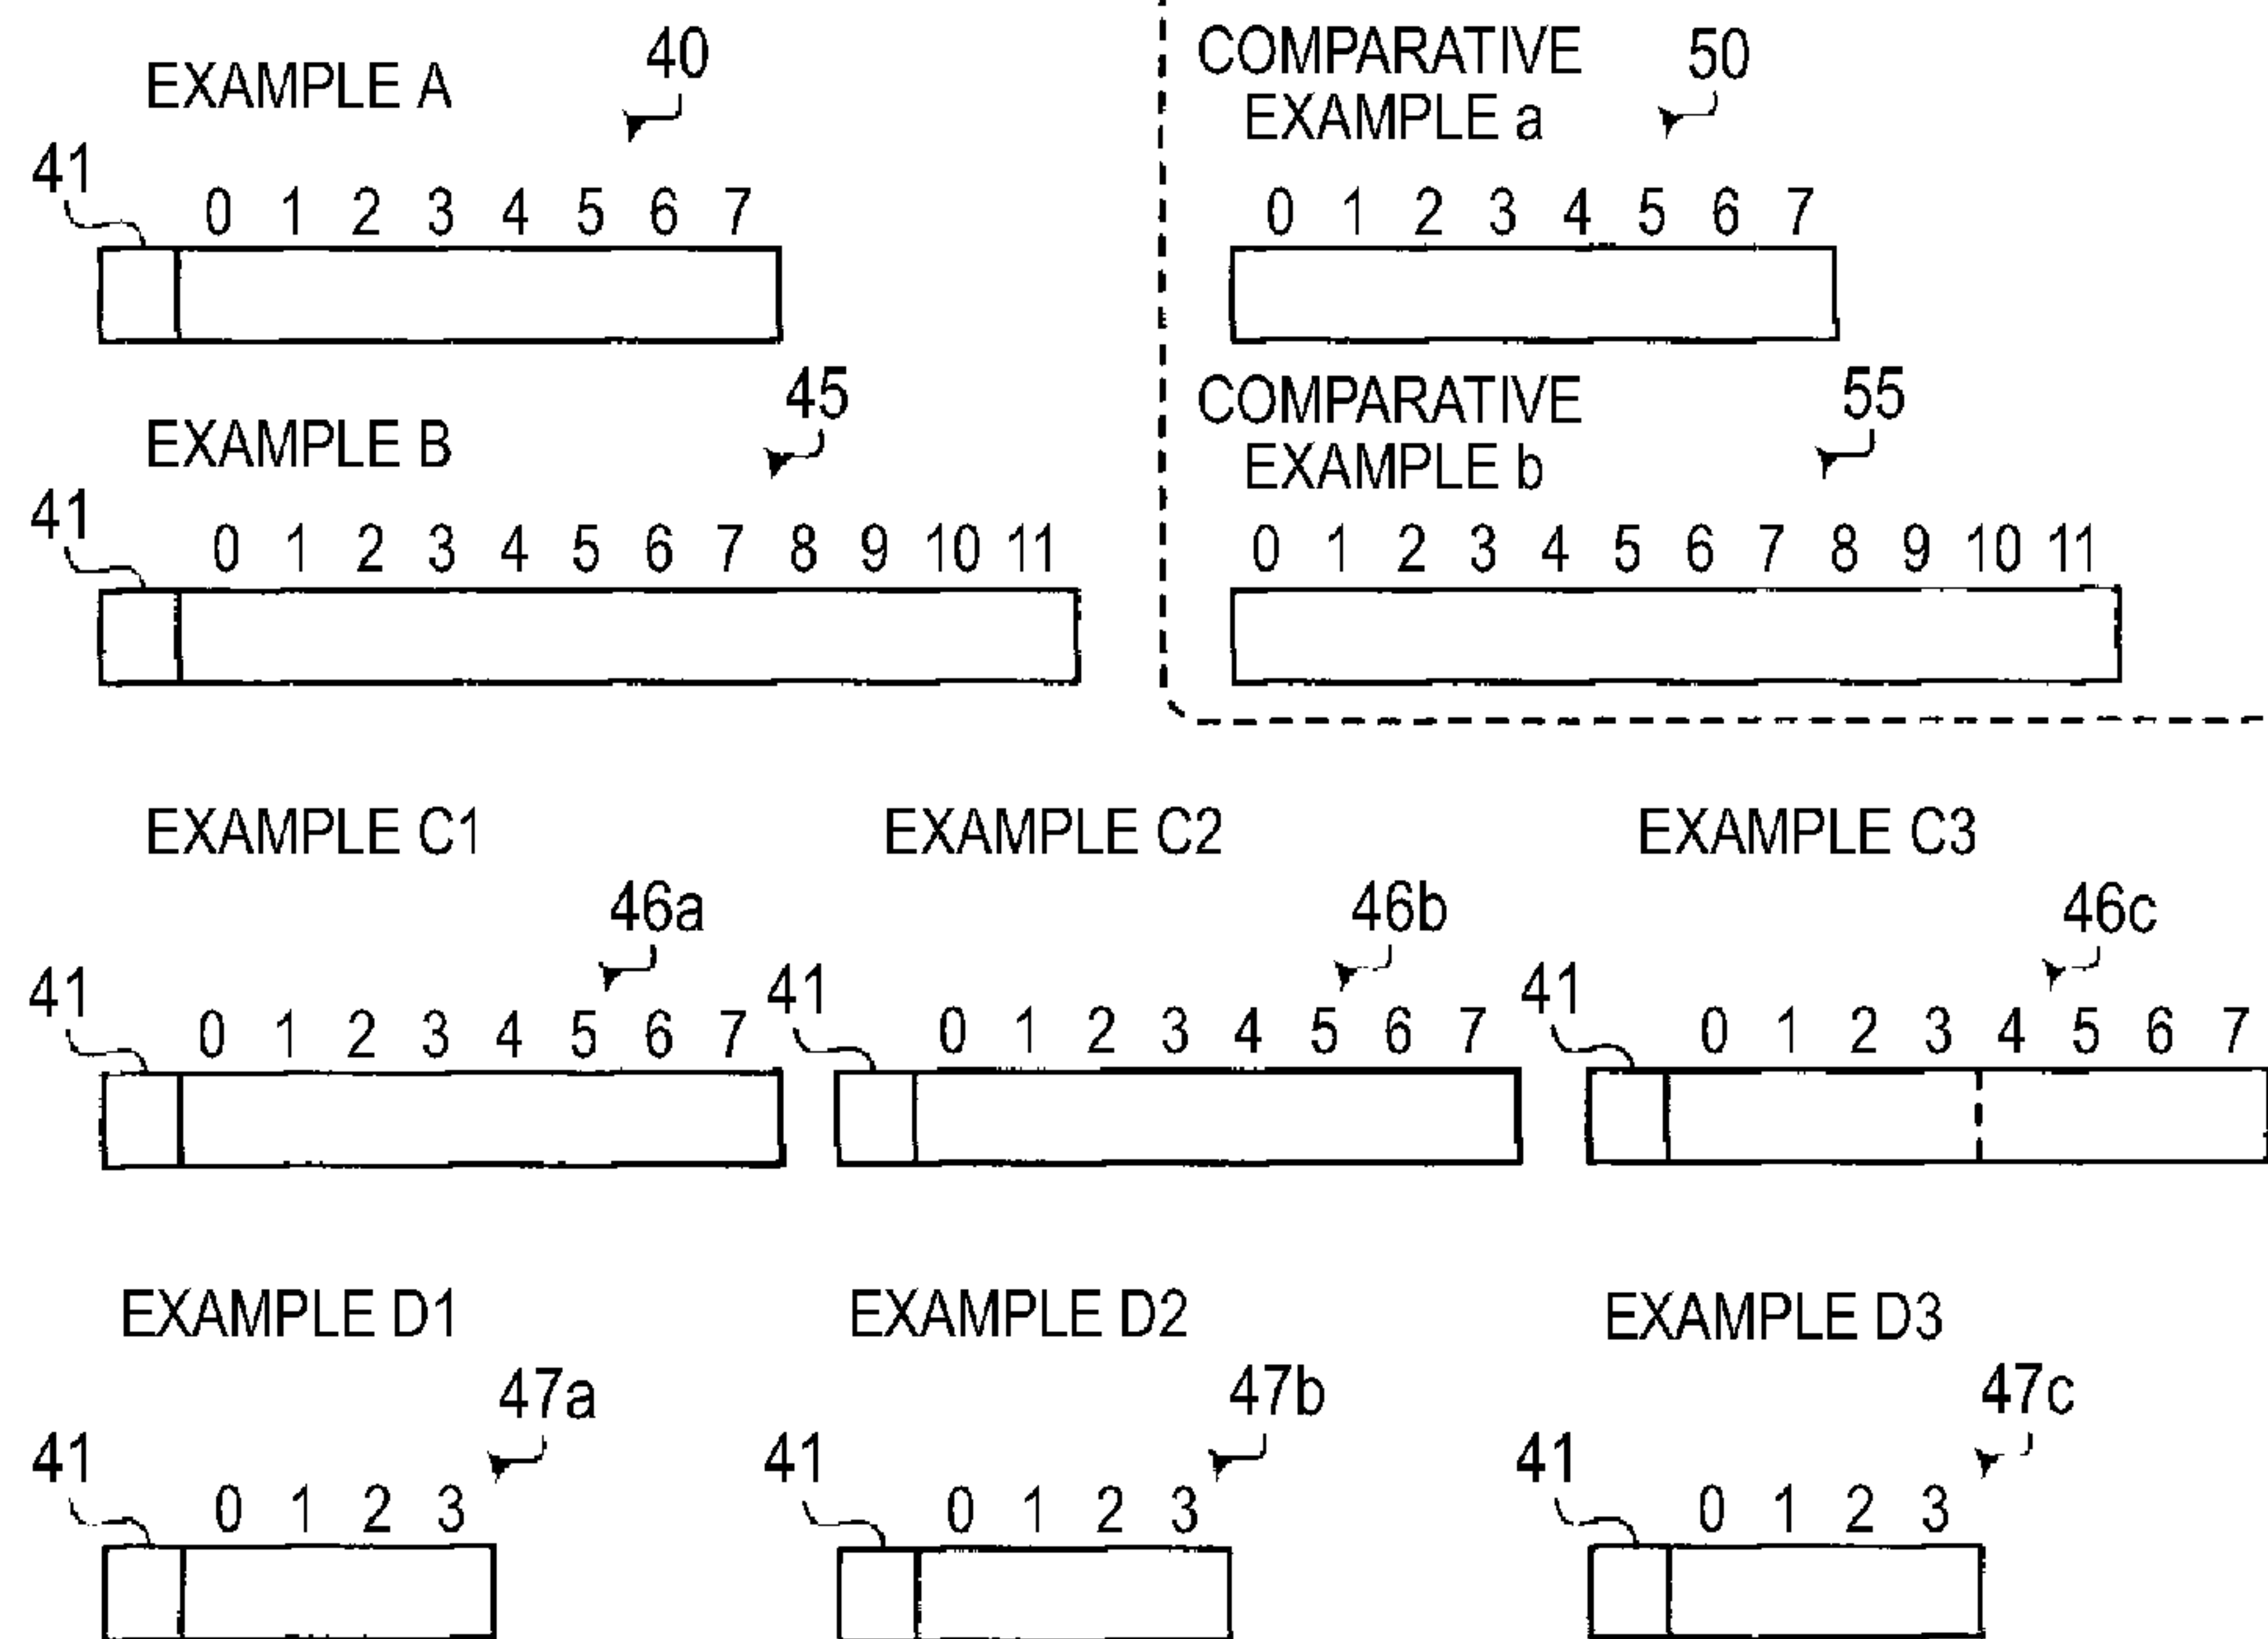 EXAMPLE A
40
41
0 1 2 3 4 5 6 7
COMPARATIVE
EXAMPLE a
50
0 1 2 3 4 5 6 7
EXAMPLE B
45
41
0 1 2 3 4 5 6 7 8 9 10 11
COMPARATIVE
EXAMPLE b
55
0 1 2 3 4 5 6 7 8 9 10 11
EXAMPLE C1
46a
41
0 1 2 3 4 5 6 7
EXAMPLE C2
46b
41
0 1 2 3 4 5 6 7
EXAMPLE C3
46c
41
0 1 2 3 4 5 6 7
EXAMPLE D1
47a
41
0 1 2 3
EXAMPLE D2
47b
41
0 1 2 3
EXAMPLE D3
47c
41
0 1 2 3